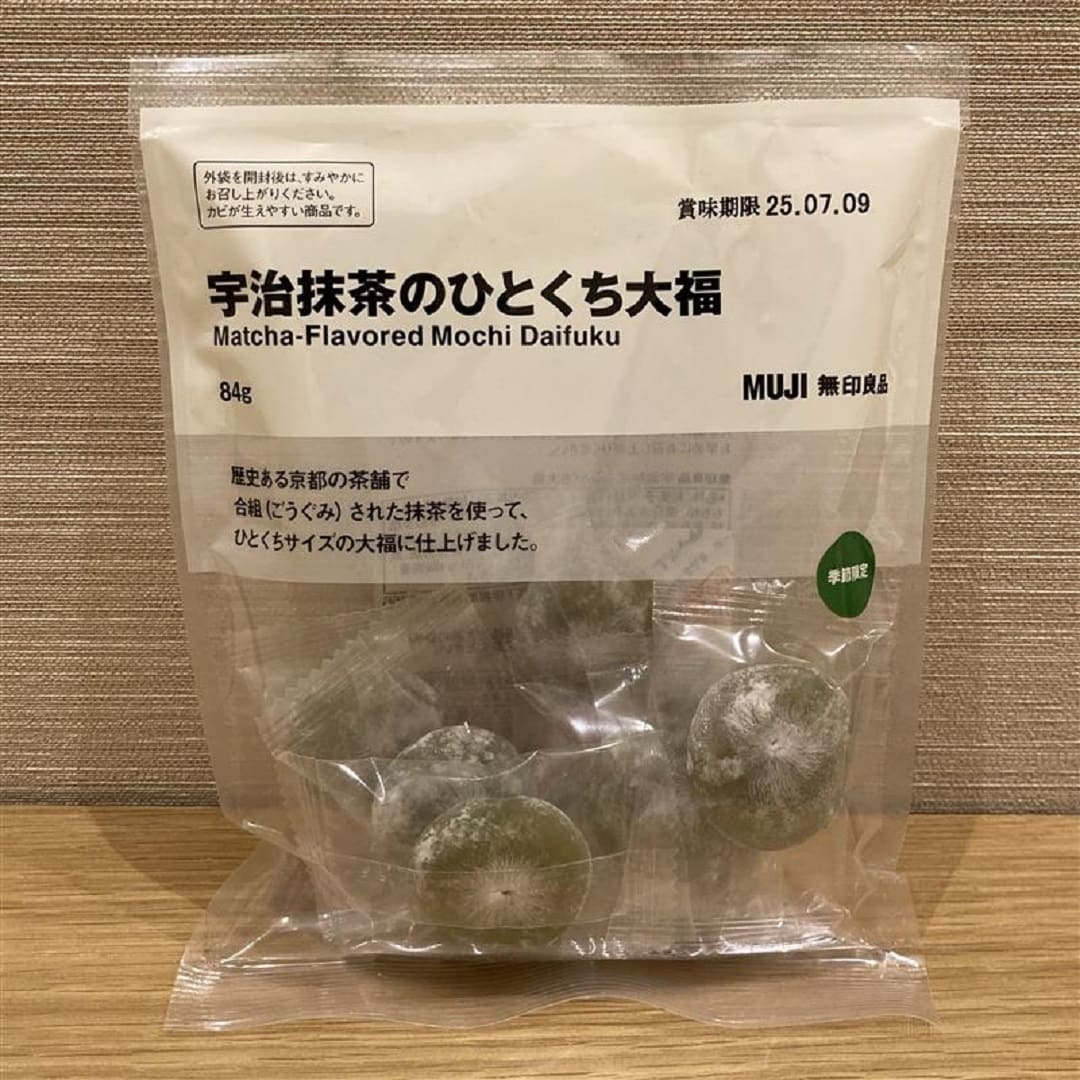 外袋を開封後は、すみやかに
お召し上がりください。
カビが生えやすい商品です。
賞味期限 25.07.09
宇治抹茶のひとくち大福
Matcha-Flavored Mochi Daifuku
84g
MUJI 無印良品
歴史ある京都の茶舗で
合組(ごうぐみ)された抹茶を使って、
ひとくちサイズの大福に仕上げました。
季節限定